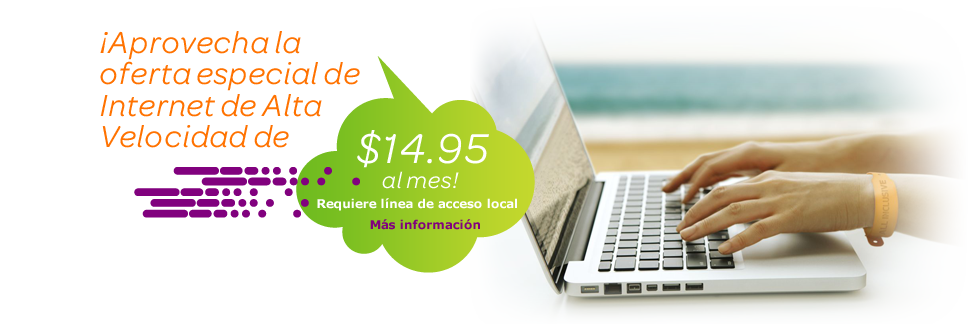 ¡Aprovecha la
oferta especial de
Internet de Alta
Velocidad de
$14.95
al mes!
Requiere línea de acceso local
Más información